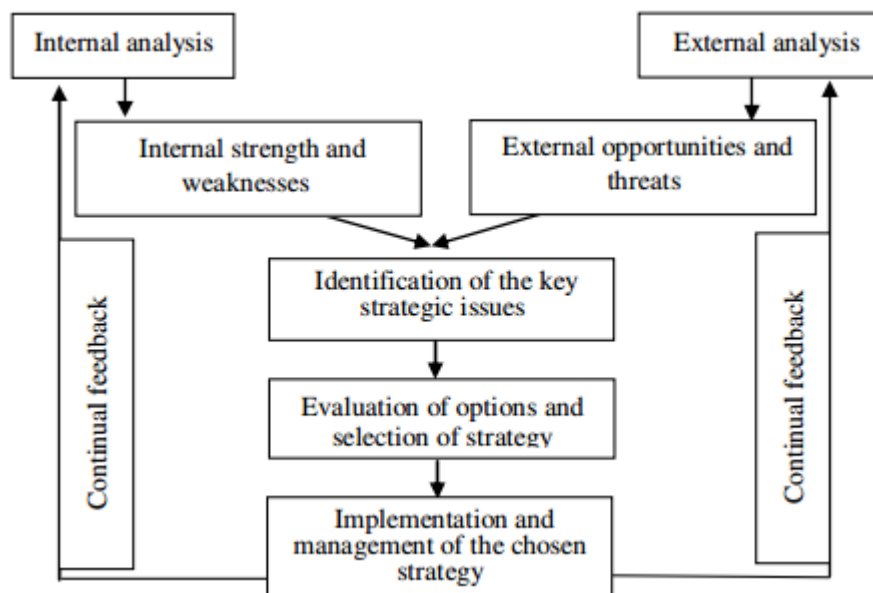 Internal analysis
External analysis
Internal strength and
weaknesses
External opportunities and
threats
Identification of the key
strategic issues
Continual feedback
Continual feedback
Evaluation of options and
selection of strategy
Implementation and
management of the chosen
strategy